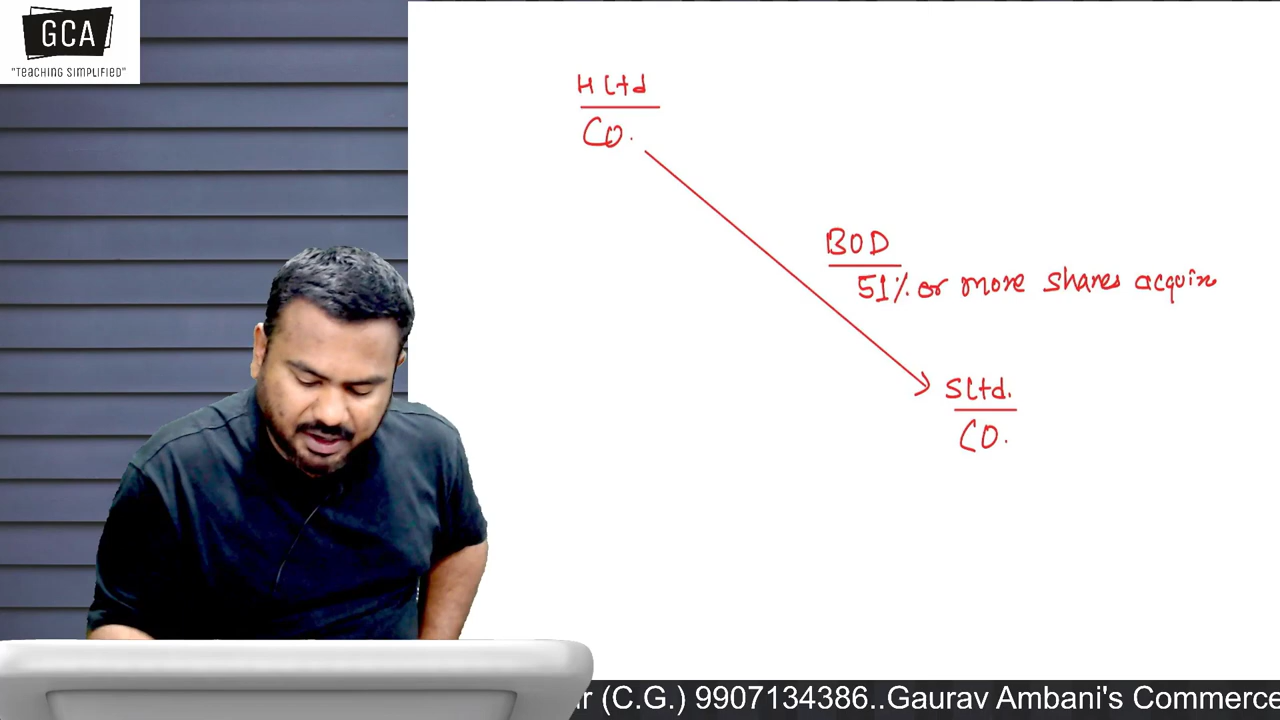 GCA
"Teaching SimpLiFied"
H Ltd
CO.
BOD
51% or more shares acquire
S Ltd.
CO.
(C.G.) 9907134386..Gaurav Ambani's Commerce